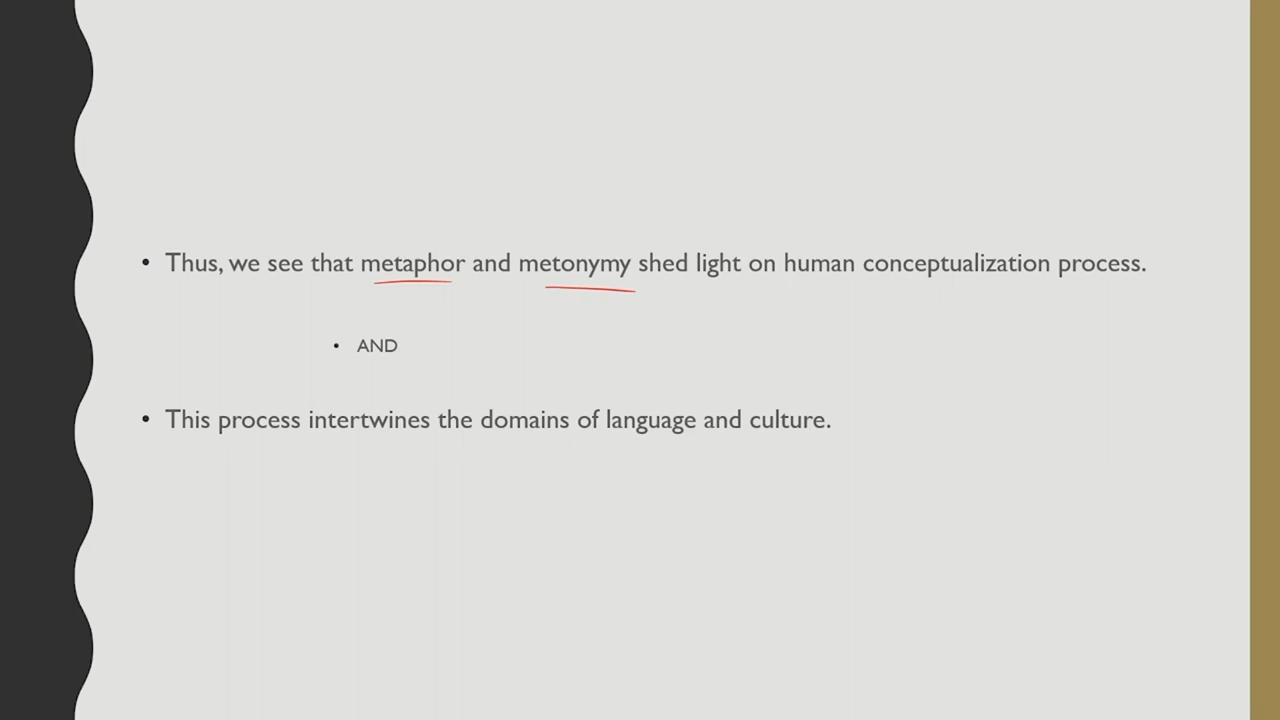 • Thus, we see that metaphor and metonymy shed light on human conceptualization process.
• AND
• This process intertwines the domains of language and culture.